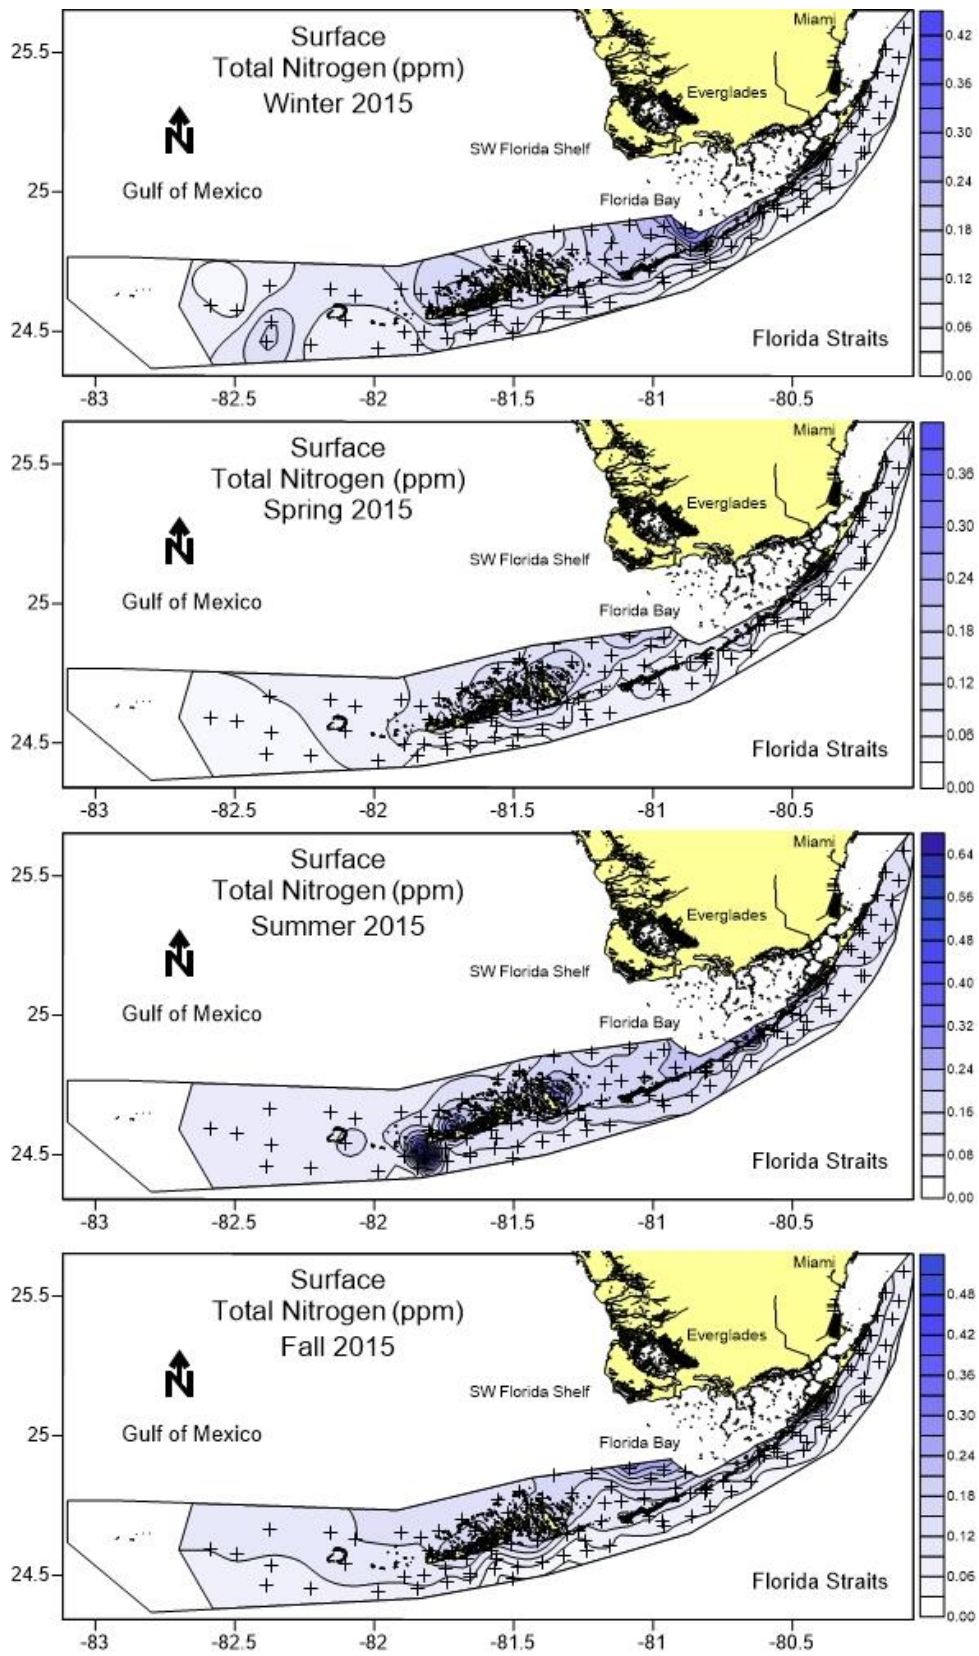 Surface
Total Nitrogen (ppm)
Winter 2015
N
Gulf of Mexico
Miami
Everglades
SW Florida Shelf
Florida Bay
Florida Straits
25.5
25
24.5
-83 -82.5 -82 -81.5 -81 -80.5
0.42
0.36
0.30
0.24
0.18
0.12
0.06
0.00
Surface
Total Nitrogen (ppm)
Spring 2015
N
Gulf of Mexico
Miami
Everglades
SW Florida Shelf
Florida Bay
Florida Straits
25.5
25
24.5
-83 -82.5 -82 -81.5 -81 -80.5
0.36
0.30
0.24
0.18
0.12
0.06
0.00
Surface
Total Nitrogen (ppm)
Summer 2015
N
Gulf of Mexico
Miami
Everglades
SW Florida Shelf
Florida Bay
Florida Straits
25.5
25
24.5
-83 -82.5 -82 -81.5 -81 -80.5
0.64
0.56
0.48
0.40
0.32
0.24
0.16
0.08
0.00
Surface
Total Nitrogen (ppm)
Fall 2015
N
Gulf of Mexico
Miami
Everglades
SW Florida Shelf
Florida Bay
Florida Straits
25.5
25
24.5
-83 -82.5 -82 -81.5 -81 -80.5
0.48
0.42
0.36
0.30
0.24
0.18
0.12
0.06
0.00